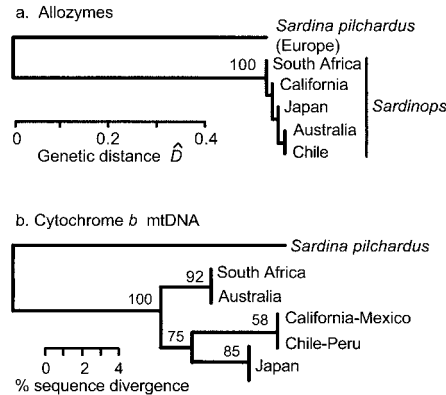 a. Allozymes
Sardina pilchardus
(Europe)
100 South Africa
California
Japan
Sardinops
Australia
Chile
0 0.2 0.4
Genetic distance D̂
b. Cytochrome b mtDNA
Sardina pilchardus
92 South Africa
Australia
100
58 California-Mexico
75 Chile-Peru
85 Japan
0 2 4
% sequence divergence